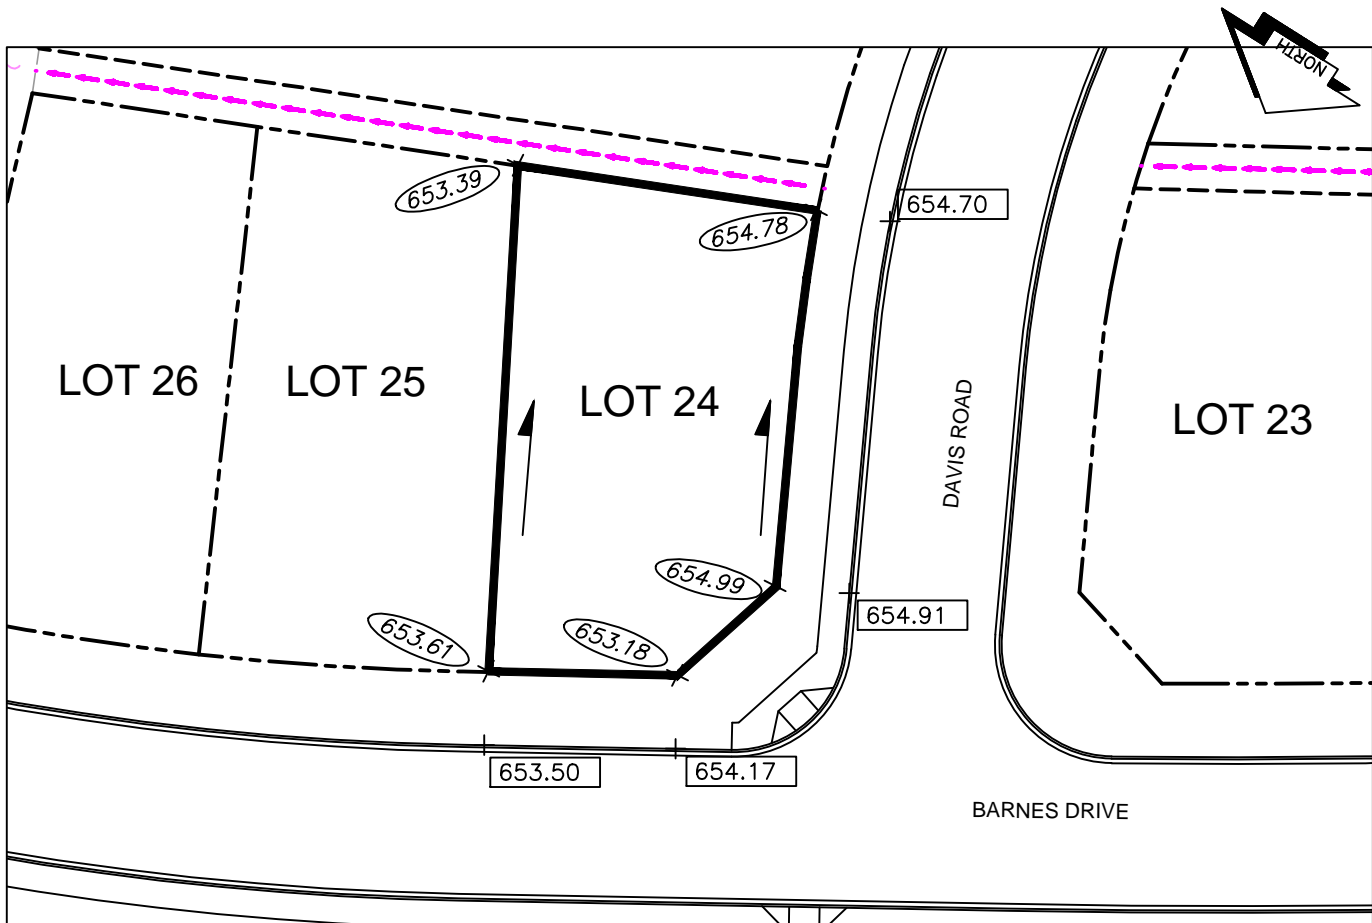 NORTH
653.39
654.78
654.70
LOT 26
LOT 25
LOT 24
DAVIS ROAD
LOT 23
654.99
654.91
653.61
653.18
653.50
654.17
BARNES DRIVE